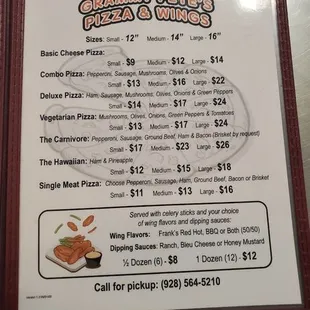 GRAMMY PETE'S
PIZZA & WINGS
Sizes: Small - 12" Medium - 14" Large - 16"
Basic Cheese Pizza:
Small - $9 Medium - $12 Large - $14
Combo Pizza: Pepperoni, Sausage, Mushrooms, Olives & Onions
Small - $13 Medium - $16 Large - $22
Deluxe Pizza: Ham, Sausage, Mushrooms, Olives, Onions & Green Peppers
Small - $14 Medium - $17 Large - $24
Vegetarian Pizza: Mushrooms, Olives, Onions, Green Peppers & Tomatoes
Small - $13 Medium - $17 Large - $24
The Carnivore: Pepperoni, Sausage, Ground Beef, Ham & Bacon (Brisket by request)
Small - $17 Medium - $23 Large - $26
The Hawaiian: Ham & Pineapple
Small - $12 Medium - $15 Large - $18
Single Meat Pizza: Choose Pepperoni, Sausage, Ham, Ground Beef, Bacon or Brisket
Small - $11 Medium - $13 Large - $16
Served with celery sticks and your choice
of wing flavors and dipping sauces:
Wing Flavors: Frank's Red Hot, BBQ or Both (50/50)
Dipping Sauces: Ranch, Bleu Cheese or Honey Mustard
½ Dozen (6) - $8 1 Dozen (12) - $12
Call for pickup: (928) 564-5210